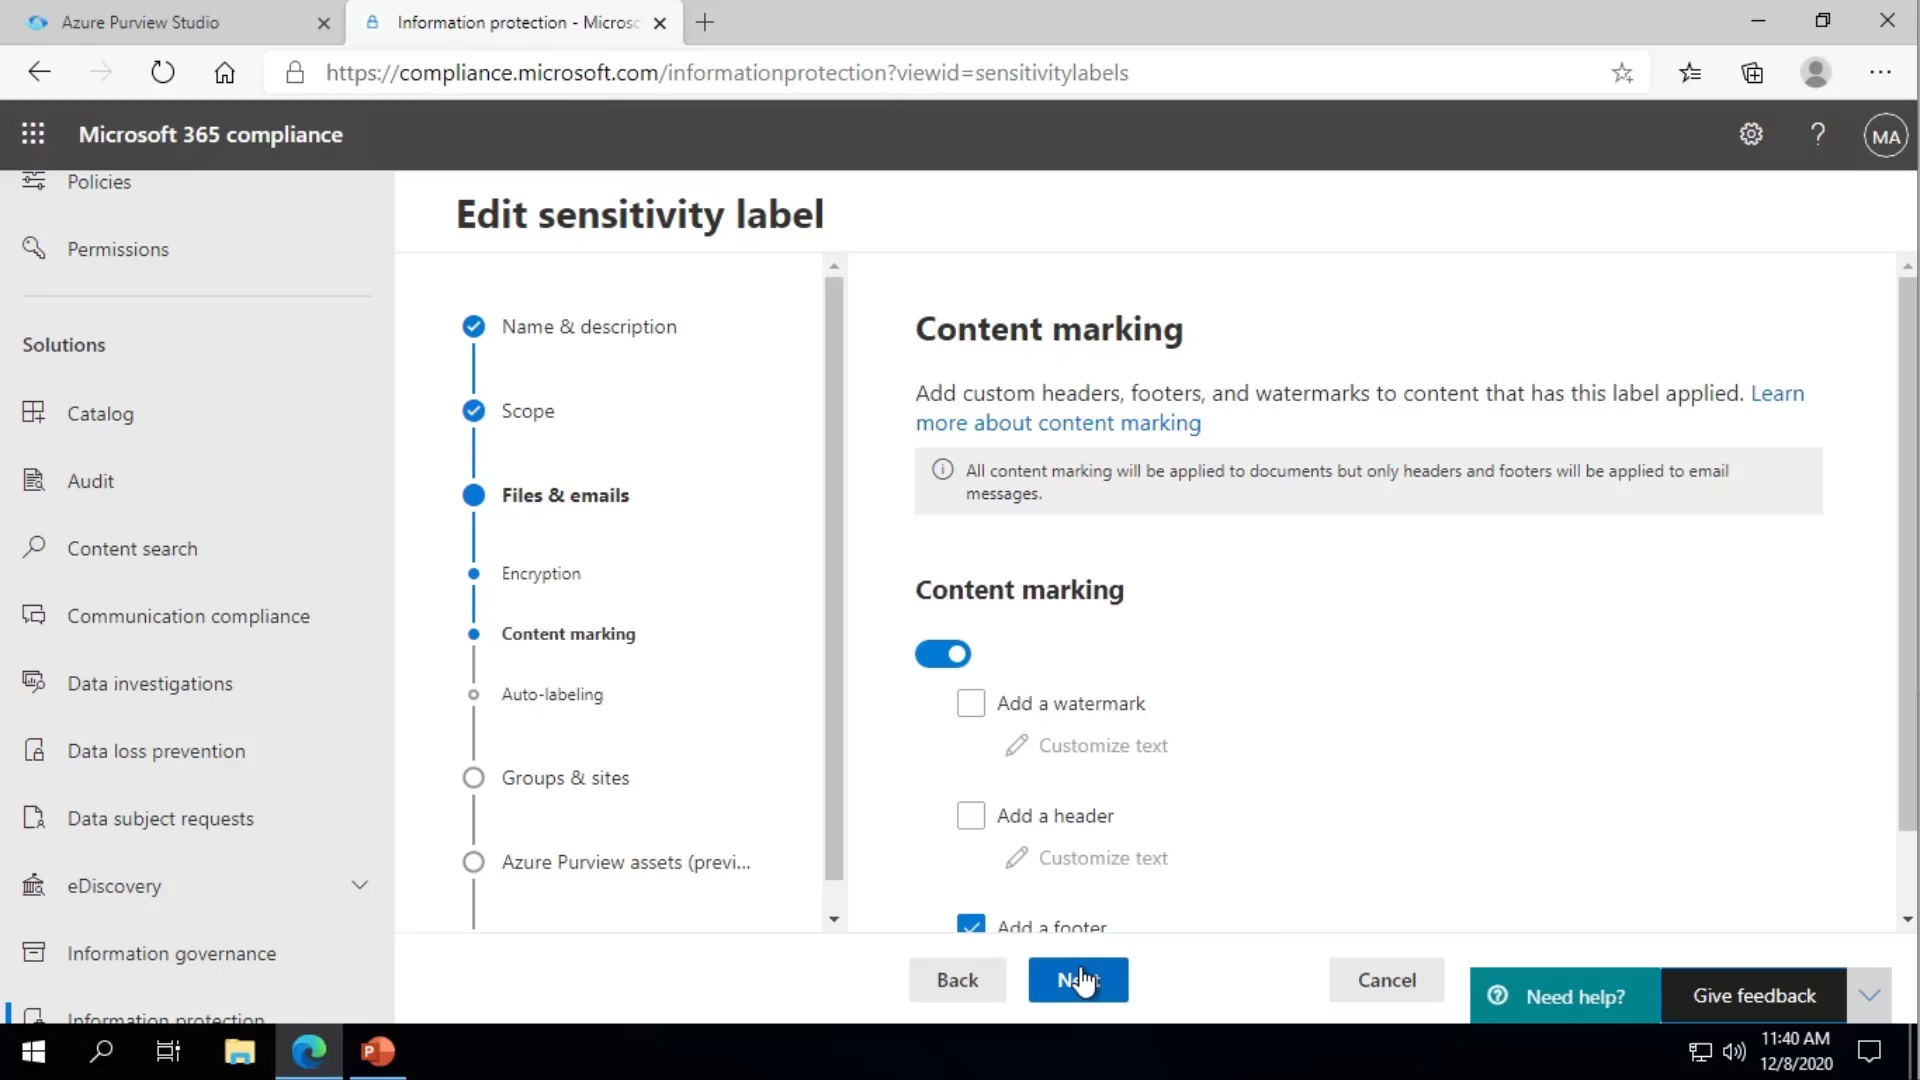 Azure Purview Studio
Information protection - Microsc
https://compliance.microsoft.com/informationprotection?viewid=sensitivitylabels
Microsoft 365 compliance
MA
Policies
Permissions
Solutions
Catalog
Audit
Content search
Communication compliance
Data investigations
Data loss prevention
Data subject requests
eDiscovery
Information governance
Information protection
Edit sensitivity label
Name & description
Scope
Files & emails
Encryption
Content marking
Auto-labeling
Groups & sites
Azure Purview assets (previ...
Content marking
Add custom headers, footers, and watermarks to content that has this label applied. Learn
more about content marking
All content marking will be applied to documents but only headers and footers will be applied to email
messages.
Content marking
Add a watermark
Customize text
Add a header
Customize text
Add a footer
Back
Next
Cancel
Need help?
Give feedback
11:40 AM
12/8/2020